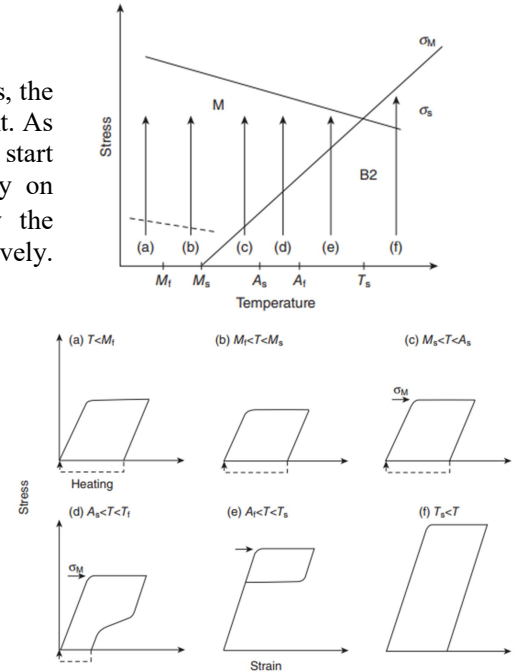 s, the
t. As
start
y on
the
vely.
σM
M
σs
B2
Stress
(a) (b) (c) (d) (e) (f)
Mf Ms As Af Ts
Temperature
(a) T<Mf (b) Mf<T<Ms (c) Ms<T<As
σM
Heating
Stress
(d) As<T<Tf (e) Af<T<Ts (f) Ts<T
σM
Strain